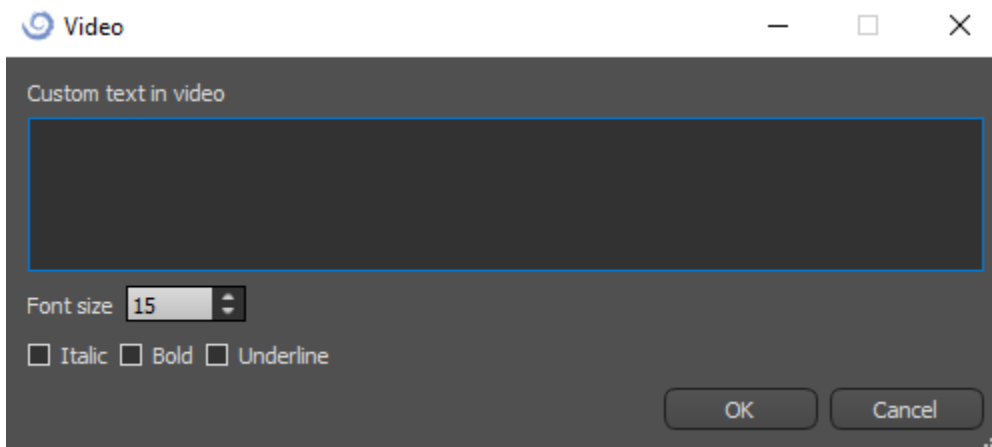 Video
Custom text in video
Font size 15
Italic Bold Underline
OK Cancel